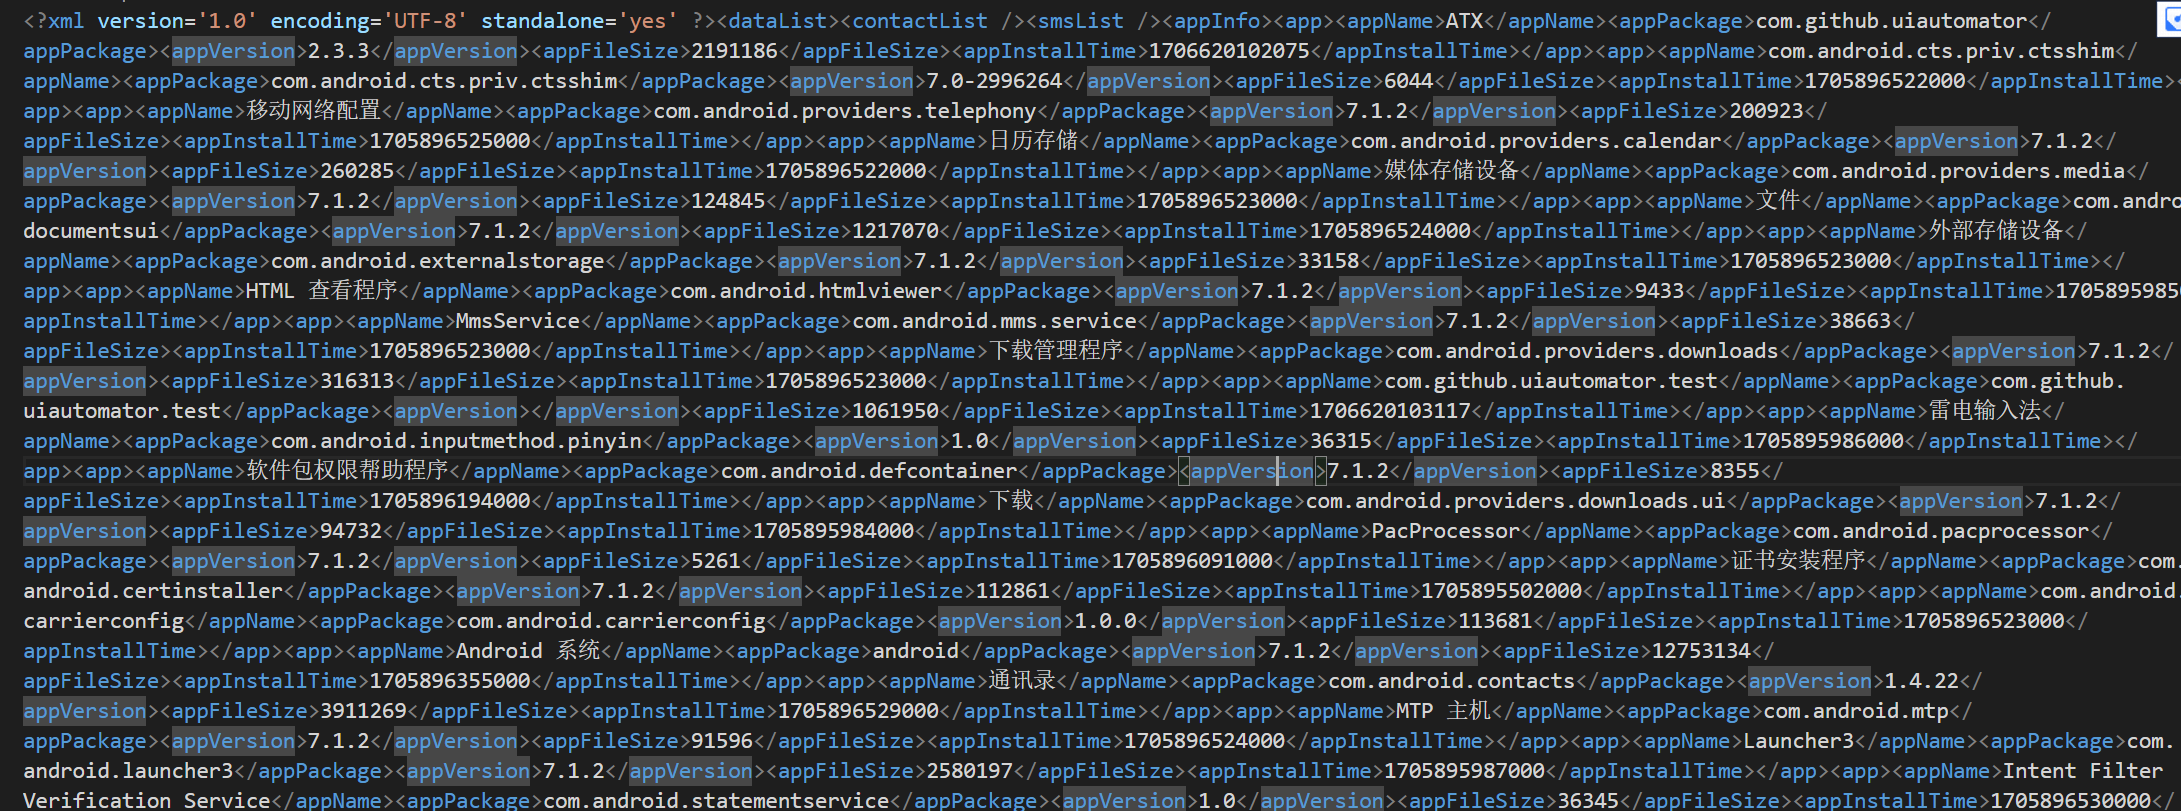 <?xml version='1.0' encoding='UTF-8' standalone='yes' ?><dataList><contactList /><smsList /><appInfo><app><appName>ATX</appName><appPackage>com.github.uiautomator</
appPackage><appVersion>2.3.3</appVersion><appFileSize>2191186</appFileSize><appInstallTime>1706620102075</appInstallTime></app><app><appName>com.android.cts.priv.ctsshim</
appName><appPackage>com.android.cts.priv.ctsshim</appPackage><appVersion>7.0-2996264</appVersion><appFileSize>6044</appFileSize><appInstallTime>1705896522000</appInstallTime><
app><app><appName>移动网络配置</appName><appPackage>com.android.providers.telephony</appPackage><appVersion>7.1.2</appVersion><appFileSize>200923</
appFileSize><appInstallTime>1705896525000</appInstallTime></app><app><appName>日历存储</appName><appPackage>com.android.providers.calendar</appPackage><appVersion>7.1.2</
appVersion><appFileSize>260285</appFileSize><appInstallTime>1705896522000</appInstallTime></app><app><appName>媒体存储设备</appName><appPackage>com.android.providers.media</
appPackage><appVersion>7.1.2</appVersion><appFileSize>124845</appFileSize><appInstallTime>1705896523000</appInstallTime></app><app><appName>文件</appName><appPackage>com.andro
documentsui</appPackage><appVersion>7.1.2</appVersion><appFileSize>1217070</appFileSize><appInstallTime>1705896524000</appInstallTime></app><app><appName>外部存储设备</
appName><appPackage>com.android.externalstorage</appPackage><appVersion>7.1.2</appVersion><appFileSize>33158</appFileSize><appInstallTime>1705896523000</appInstallTime></
app><app><appName>HTML 查看程序</appName><appPackage>com.android.htmlviewer</appPackage><appVersion>7.1.2</appVersion><appFileSize>9433</appFileSize><appInstallTime>1705895985
appInstallTime></app><app><appName>MmsService</appName><appPackage>com.android.mms.service</appPackage><appVersion>7.1.2</appVersion><appFileSize>38663</
appFileSize><appInstallTime>1705896523000</appInstallTime></app><app><appName>下载管理程序</appName><appPackage>com.android.providers.downloads</appPackage><appVersion>7.1.2</
appVersion><appFileSize>316313</appFileSize><appInstallTime>1705896523000</appInstallTime></app><app><appName>com.github.uiautomator.test</appName><appPackage>com.github.
uiautomator.test</appPackage><appVersion></appVersion><appFileSize>1061950</appFileSize><appInstallTime>1706620103117</appInstallTime></app><app><appName>雷电输入法</
appName><appPackage>com.android.inputmethod.pinyin</appPackage><appVersion>1.0</appVersion><appFileSize>36315</appFileSize><appInstallTime>1705895986000</appInstallTime></
app><app><appName>软件包权限帮助程序</appName><appPackage>com.android.defcontainer</appPackage><appVersion>7.1.2</appVersion><appFileSize>8355</
appFileSize><appInstallTime>1705896194000</appInstallTime></app><app><appName>下载</appName><appPackage>com.android.providers.downloads.ui</appPackage><appVersion>7.1.2</
appVersion><appFileSize>94732</appFileSize><appInstallTime>1705895984000</appInstallTime></app><app><appName>PacProcessor</appName><appPackage>com.android.pacprocessor</
appPackage><appVersion>7.1.2</appVersion><appFileSize>5261</appFileSize><appInstallTime>1705896091000</appInstallTime></app><app><appName>证书安装程序</appName><appPackage>com.
android.certinstaller</appPackage><appVersion>7.1.2</appVersion><appFileSize>112861</appFileSize><appInstallTime>1705895502000</appInstallTime></app><app><appName>com.android.
carrierconfig</appName><appPackage>com.android.carrierconfig</appPackage><appVersion>1.0.0</appVersion><appFileSize>113681</appFileSize><appInstallTime>1705896523000</
appInstallTime></app><app><appName>Android 系统</appName><appPackage>android</appPackage><appVersion>7.1.2</appVersion><appFileSize>12753134</
appFileSize><appInstallTime>1705896355000</appInstallTime></app><app><appName>通讯录</appName><appPackage>com.android.contacts</appPackage><appVersion>1.4.22</
appVersion><appFileSize>3911269</appFileSize><appInstallTime>1705896529000</appInstallTime></app><app><appName>MTP 主机</appName><appPackage>com.android.mtp</
appPackage><appVersion>7.1.2</appVersion><appFileSize>91596</appFileSize><appInstallTime>1705896524000</appInstallTime></app><app><appName>Launcher3</appName><appPackage>com.
android.launcher3</appPackage><appVersion>7.1.2</appVersion><appFileSize>2580197</appFileSize><appInstallTime>1705895987000</appInstallTime></app><app><appName>Intent Filter
Verification Service</appName><appPackage>com.android.statementservice</appPackage><appVersion>1.0</appVersion><appFileSize>36345</appFileSize><appInstallTime>1705896530000</